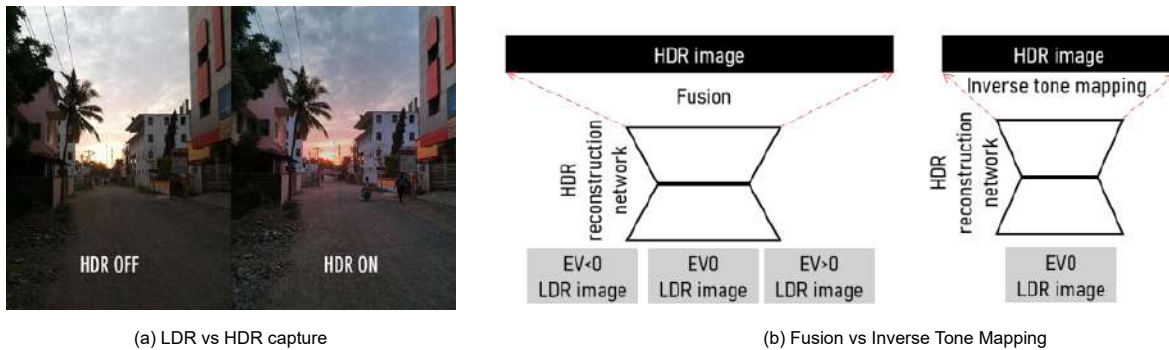 HDR OFF
HDR ON
(a) LDR vs HDR capture
HDR image
Fusion
HDR
reconstruction
network
EV<0
LDR image
EV0
LDR image
EV>0
LDR image
HDR image
Inverse tone mapping
HDR
reconstruction
network
EV0
LDR image
(b) Fusion vs Inverse Tone Mapping